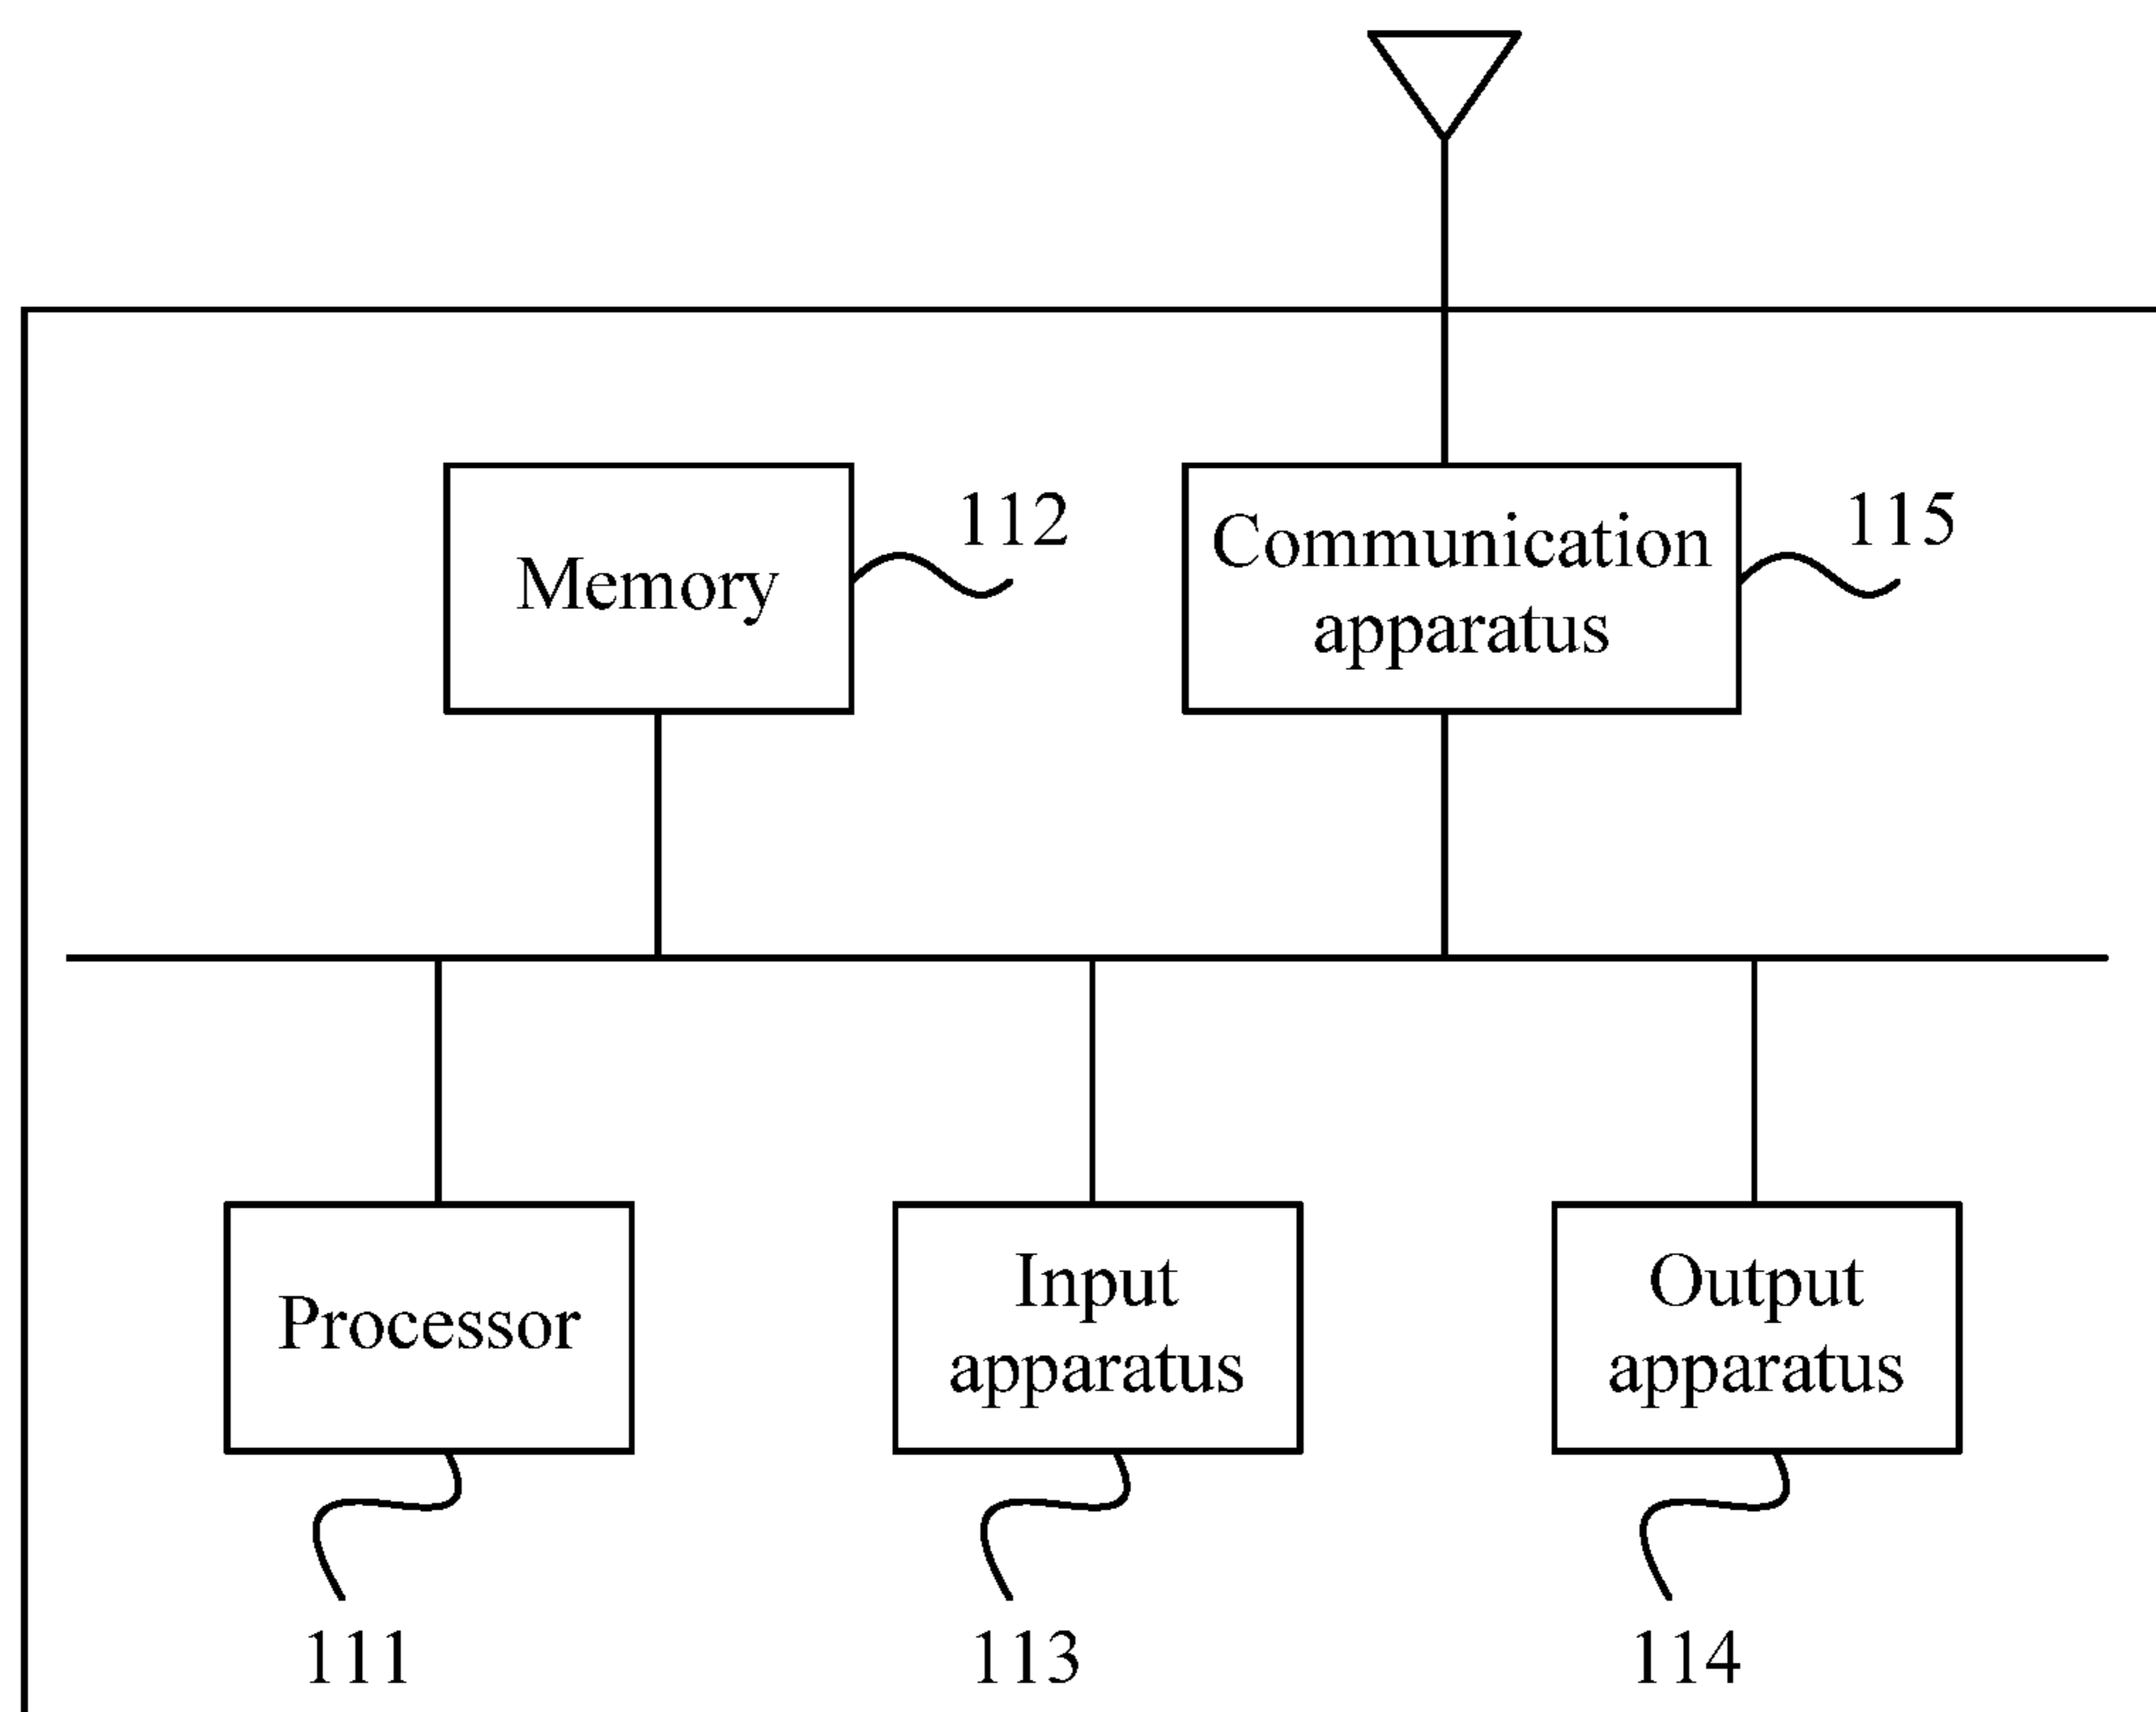 112
115
Memory
Communication
apparatus
Processor
Input
apparatus
Output
apparatus
111
113
114